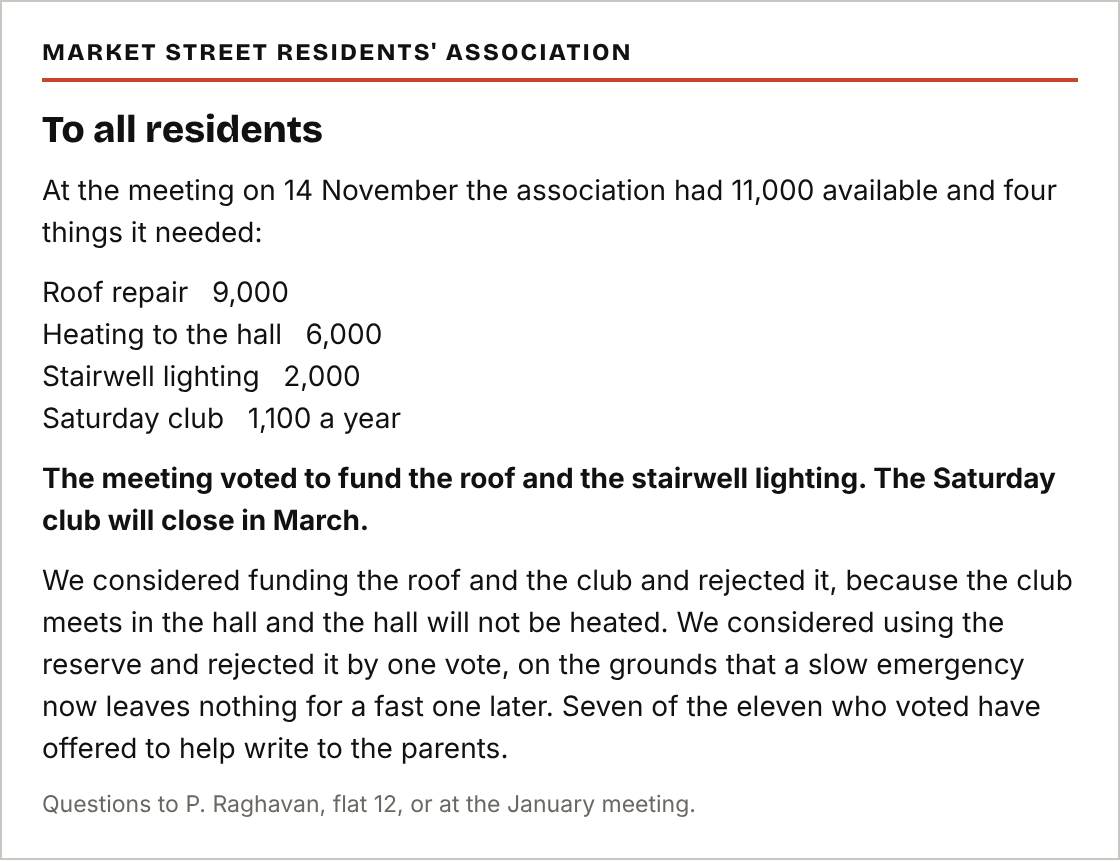 MARKET STREET RESIDENTS' ASSOCIATION
To all residents
At the meeting on 14 November the association had 11,000 available and four
things it needed:
Roof repair 9,000
Heating to the hall 6,000
Stairwell lighting 2,000
Saturday club 1,100 a year
The meeting voted to fund the roof and the stairwell lighting. The Saturday
club will close in March.
We considered funding the roof and the club and rejected it, because the club
meets in the hall and the hall will not be heated. We considered using the
reserve and rejected it by one vote, on the grounds that a slow emergency
now leaves nothing for a fast one later. Seven of the eleven who voted have
offered to help write to the parents.
Questions to P. Raghavan, flat 12, or at the January meeting.